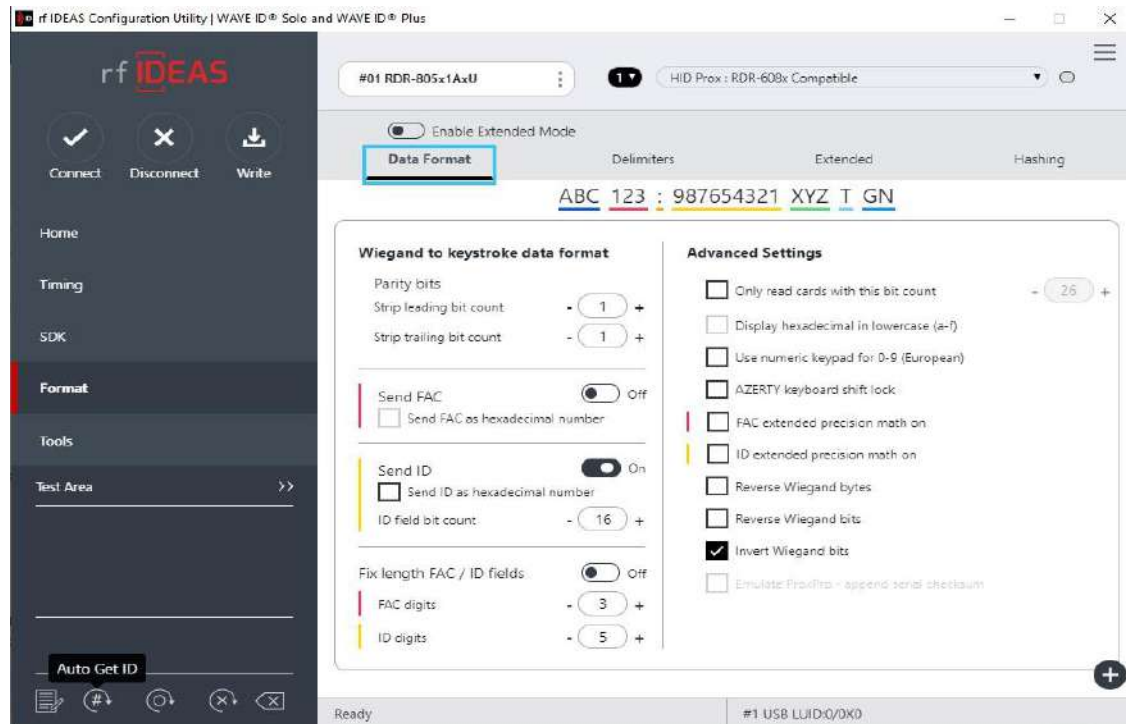 rf IDEAS Configuration Utility | WAVE ID® Solo and WAVE ID® Plus
rf IDEAS
Connect Disconnect Write
Home
Timing
SDK
Format
Tools
Test Area >>
Auto Get ID
#01 RDR-805x1AxU
1
HID Prox : RDR-608x Compatible
Enable Extended Mode
Data Format Delimiters Extended Hashing
ABC 123 : 987654321 XYZ T GN
Wiegand to keystroke data format
Parity bits
Strip leading bit count - 1 +
Strip trailing bit count - 1 +
Send FAC Off
Send FAC as hexadecimal number
Send ID On
Send ID as hexadecimal number
ID field bit count - 16 +
Fix length FAC / ID fields Off
FAC digits - 3 +
ID digits - 5 +
Advanced Settings
Only read cards with this bit count - 26 +
Display hexadecimal in lowercase (a-f)
Use numeric keypad for 0-9 (European)
AZERTY keyboard shift lock
FAC extended precision math on
ID extended precision math on
Reverse Wiegand bytes
Reverse Wiegand bits
Invert Wiegand bits
Emulate ProxPro - append serial checksum
Ready
#1 USB LUID:0/0X0